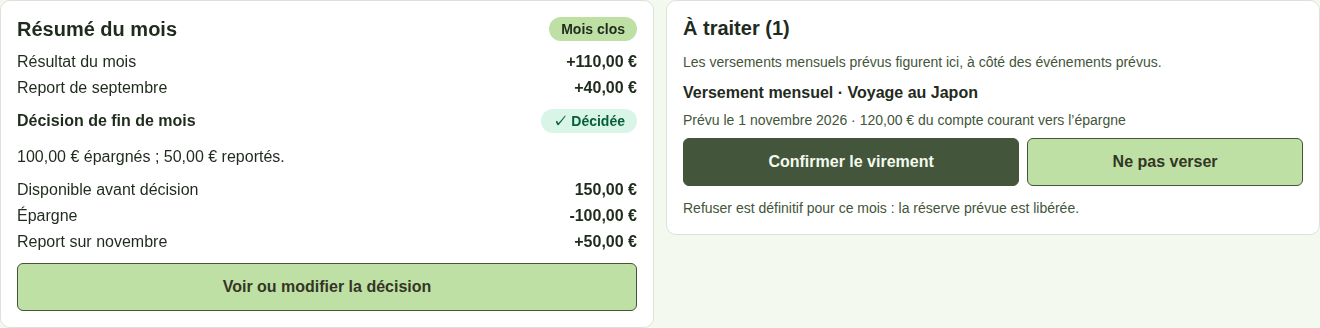 Résumé du mois
Mois clos
Résultat du mois
+110,00 €
Report de septembre
+40,00 €
Décision de fin de mois
✓ Décidée
100,00 € épargnés ; 50,00 € reportés.
Disponible avant décision
150,00 €
Épargne
-100,00 €
Report sur novembre
+50,00 €
Voir ou modifier la décision
À traiter (1)
Les versements mensuels prévus figurent ici, à côté des événements prévus.
Versement mensuel · Voyage au Japon
Prévu le 1 novembre 2026 · 120,00 € du compte courant vers l’épargne
Confirmer le virement
Ne pas verser
Refuser est définitif pour ce mois : la réserve prévue est libérée.